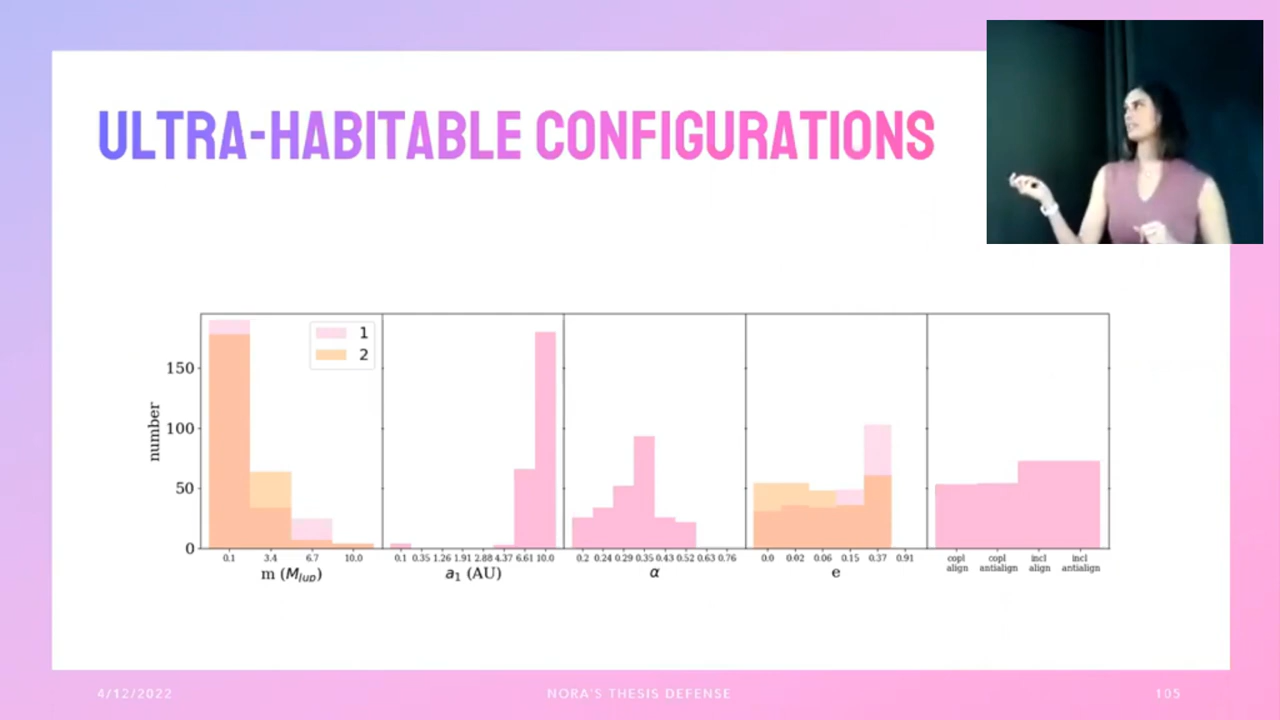 ULTRA-HABITABLE CONFIGURATIONS
1
2
150
100
50
0
number
0.1 3.4 6.7 10.0
m (M_Jup)
0.1 0.35 1.26 1.91 2.88 4.37 6.61 10.0
a₁ (AU)
0.2 0.24 0.29 0.35 0.43 0.52 0.63 0.76
α
0.0 0.02 0.06 0.15 0.37 0.91
e
copl align
copl antialign
incl align
incl antialign
4/12/2022
NORA'S THESIS DEFENSE
105